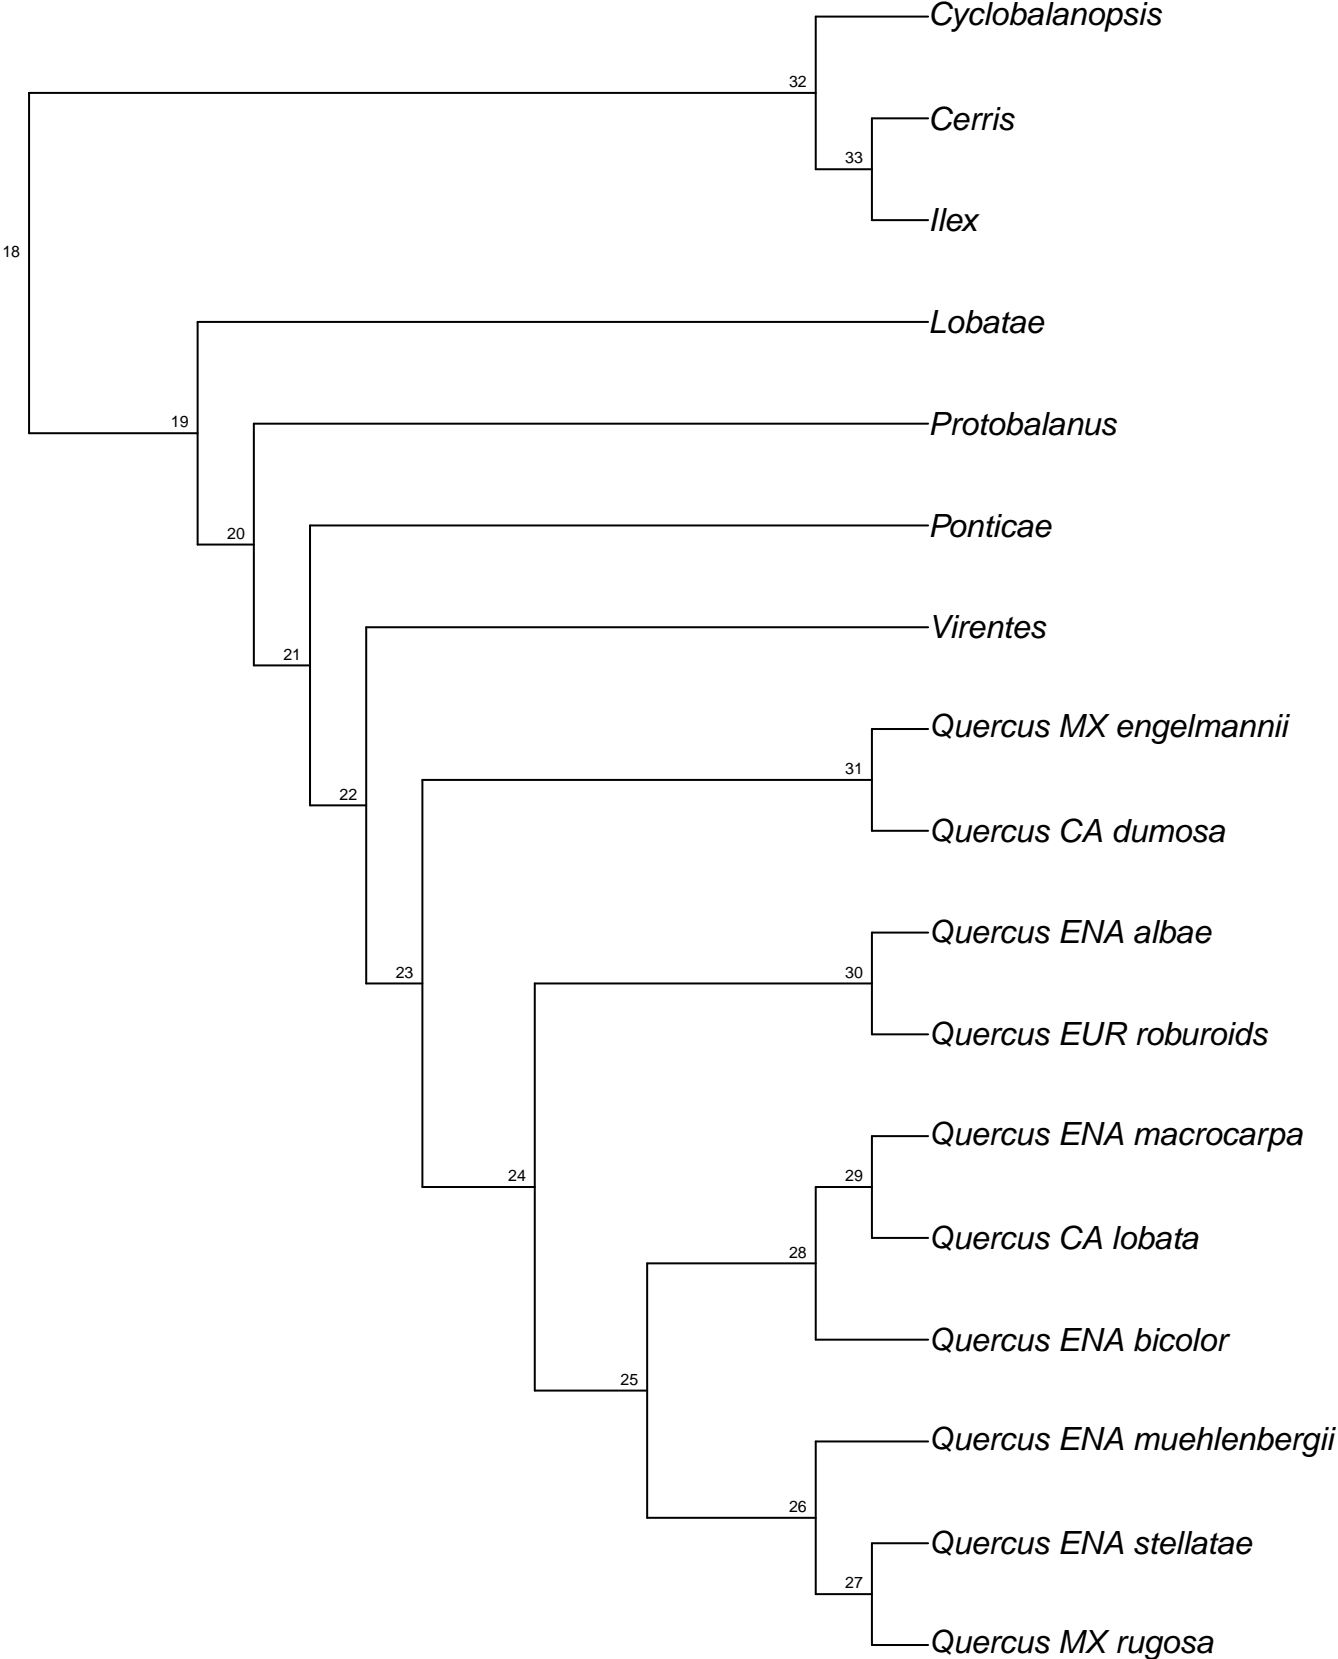 Cyclobalanopsis
32
Cerris
33
Ilex
18
Lobatae
19
Protobalanus
20
Ponticae
21
Virentes
22
Quercus MX engelmannii
31
Quercus CA dumosa
23
Quercus ENA albae
30
Quercus EUR roburoids
24
Quercus ENA macrocarpa
29
Quercus CA lobata
28
Quercus ENA bicolor
25
Quercus ENA muehlenbergii
26
Quercus ENA stellatae
27
Quercus MX rugosa